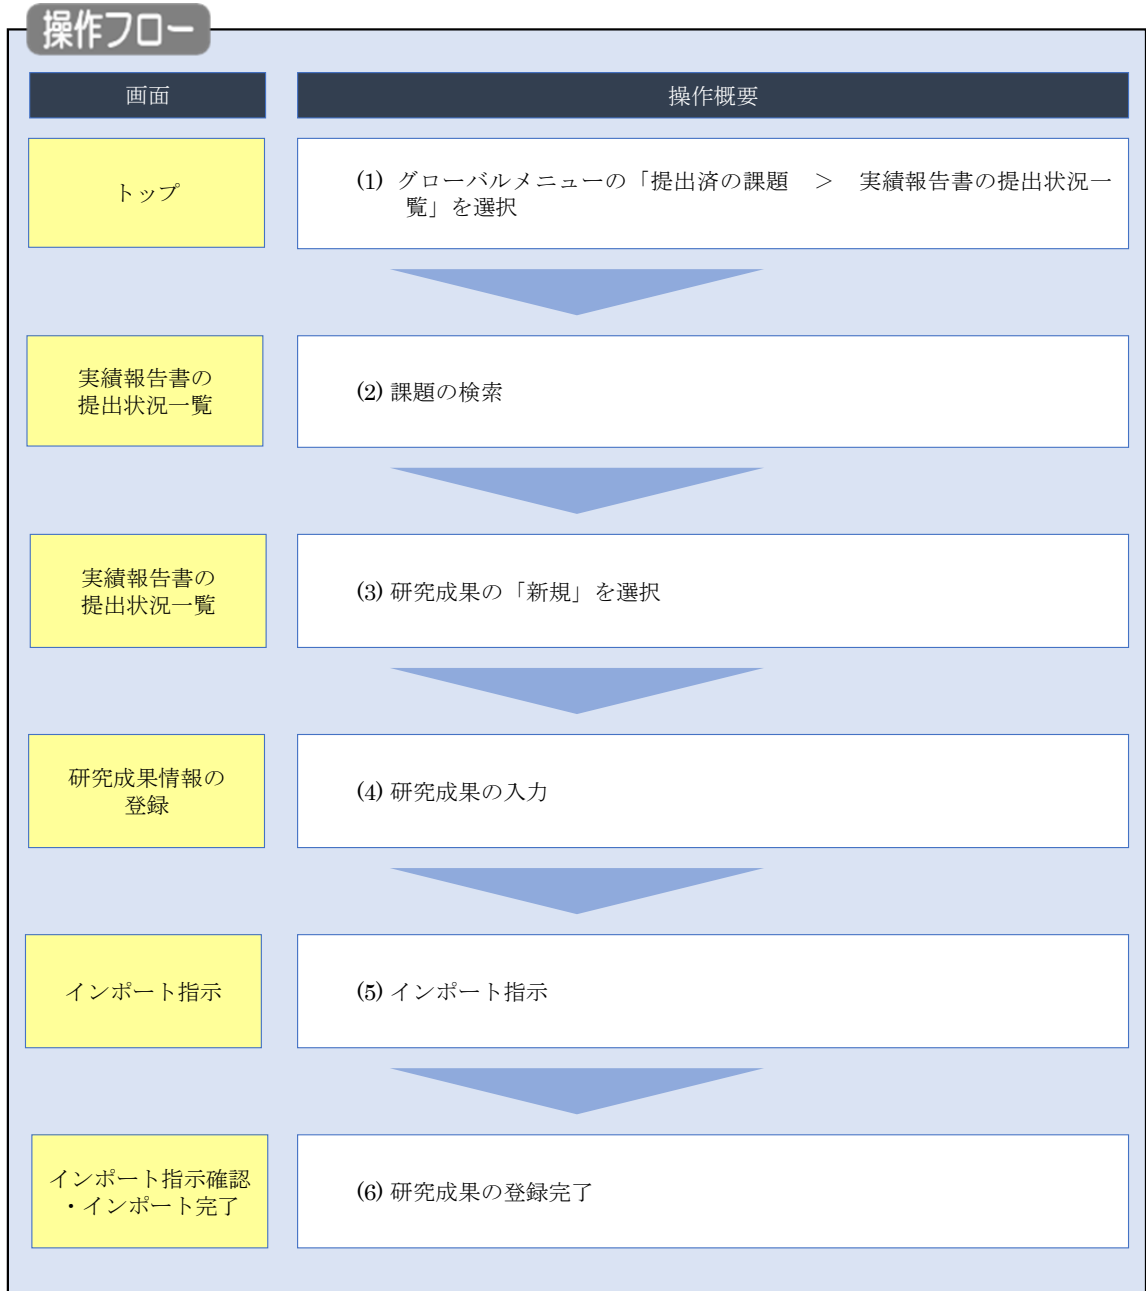 操作フロー
画面
操作概要
トップ
(1) グローバルメニューの「提出済の課題　＞　実績報告書の提出状況一
覧」を選択
実績報告書の
提出状況一覧
(2) 課題の検索
実績報告書の
提出状況一覧
(3) 研究成果の「新規」を選択
研究成果情報の
登録
(4) 研究成果の入力
インポート指示
(5) インポート指示
インポート指示確認
・インポート完了
(6) 研究成果の登録完了